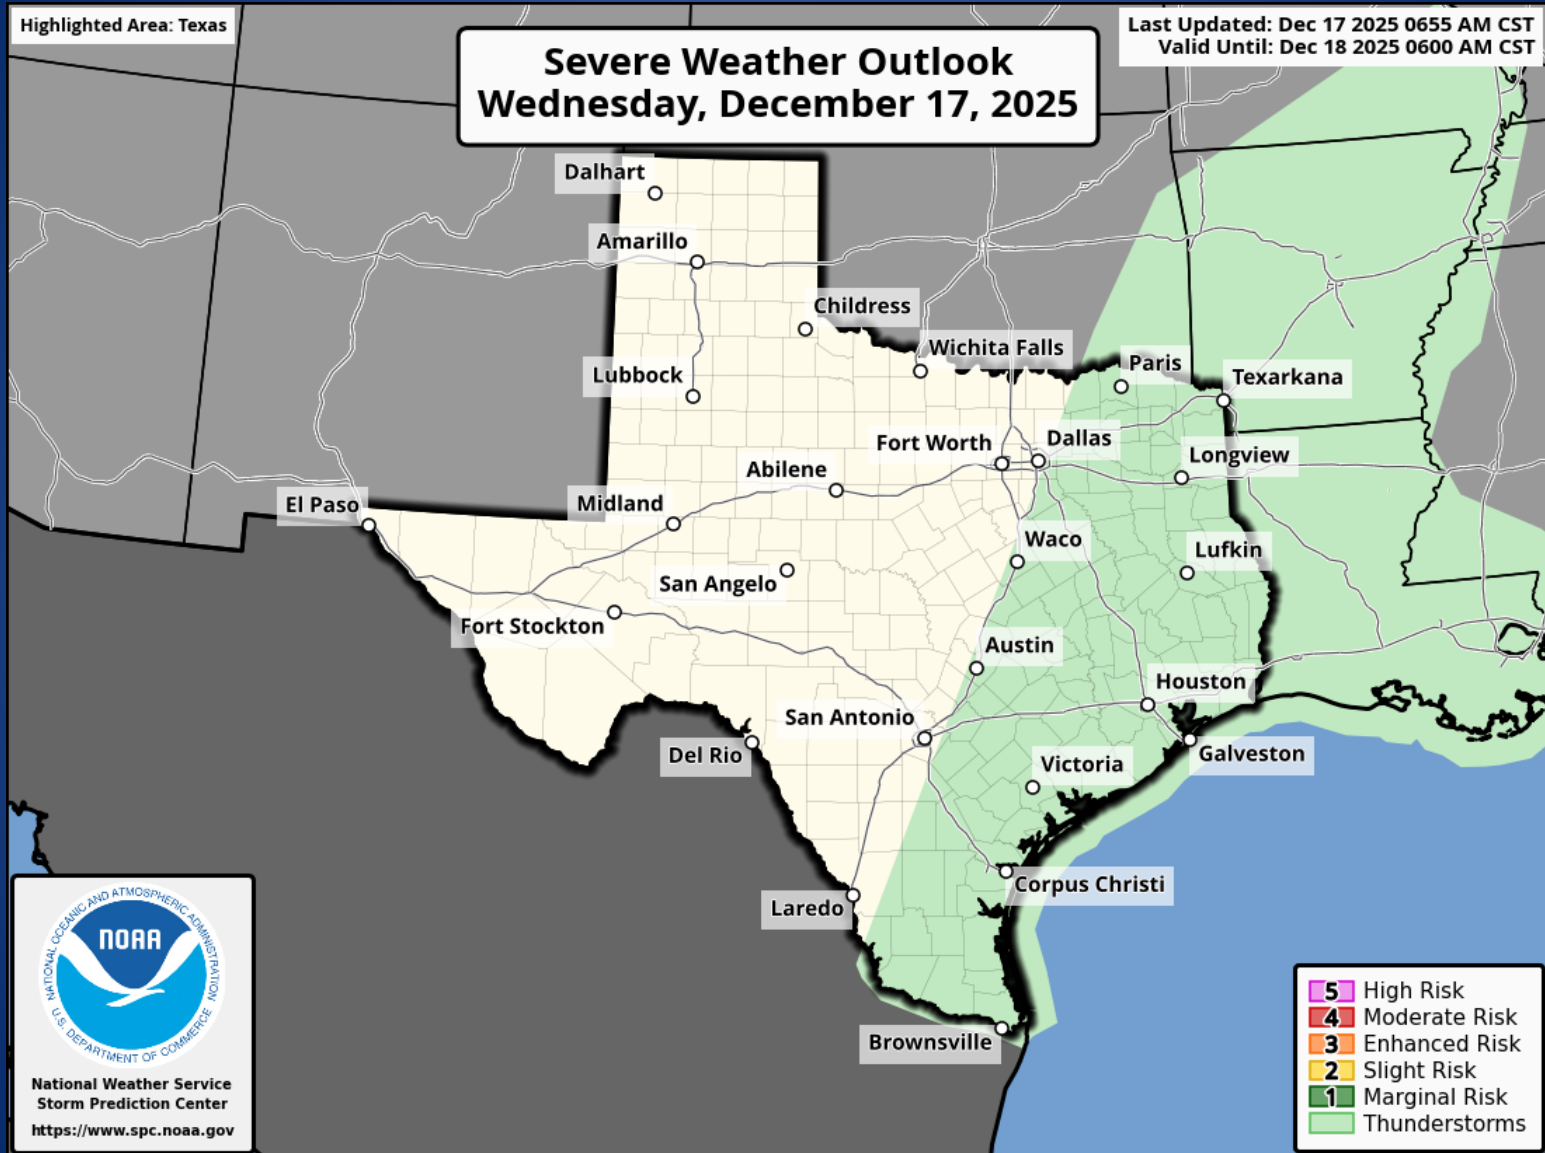 Highlighted Area: Texas
Severe Weather Outlook
Wednesday, December 17, 2025
Last Updated: Dec 17 2025 0655 AM CST
Valid Until: Dec 18 2025 0600 AM CST
Dalhart
Amarillo
Childress
Wichita Falls
Paris
Texarkana
Lubbock
Fort Worth
Dallas
Longview
Abilene
El Paso
Midland
Waco
Lufkin
San Angelo
Fort Stockton
Austin
Houston
San Antonio
Del Rio
Galveston
Victoria
Corpus Christi
Laredo
Brownsville
NATIONAL OCEANIC AND ATMOSPHERIC ADMINISTRATION
NOAA
U.S. DEPARTMENT OF COMMERCE
National Weather Service
Storm Prediction Center
https://www.spc.noaa.gov
5 High Risk
4 Moderate Risk
3 Enhanced Risk
2 Slight Risk
1 Marginal Risk
Thunderstorms